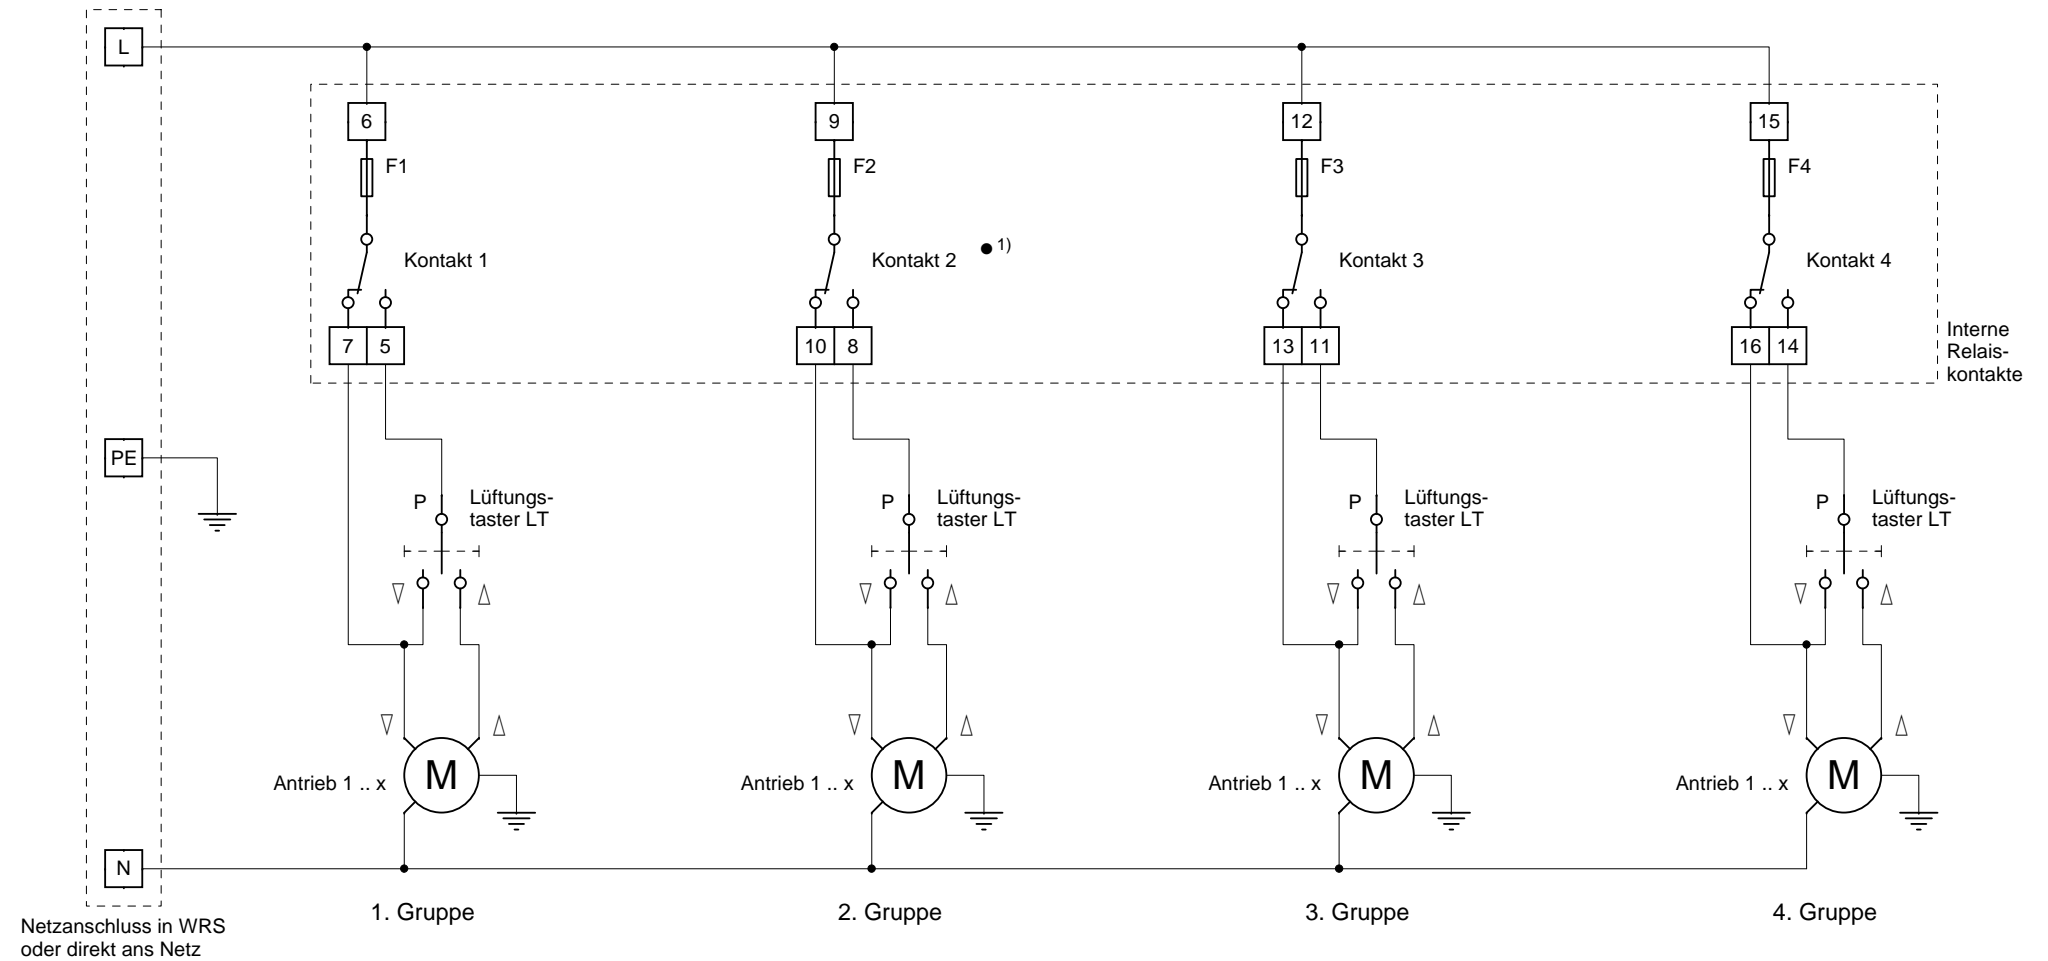 L
6
9
12
15
F1
F2
F3
F4
Kontakt 1
Kontakt 2
● 1)
Kontakt 3
Kontakt 4
7 5
10 8
13 11
16 14
Interne
Relais-
kontakte
PE
P
Lüftungs-
taster LT
P
Lüftungs-
taster LT
P
Lüftungs-
taster LT
P
Lüftungs-
taster LT
Antrieb 1 .. x
M
Antrieb 1 .. x
M
Antrieb 1 .. x
M
Antrieb 1 .. x
M
N
1. Gruppe
2. Gruppe
3. Gruppe
4. Gruppe
Netzanschluss in WRS
oder direkt ans Netz